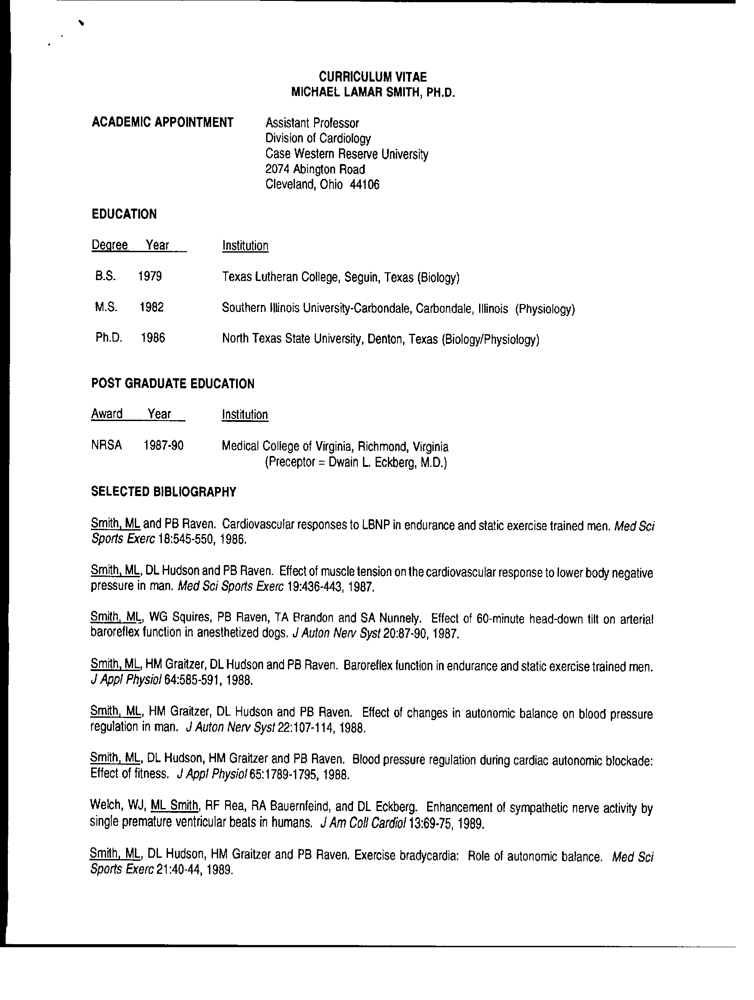 CURRICULUM VITAE
MICHAEL LAMAR SMITH, PH.D.
ACADEMIC APPOINTMENT Assistant Professor
Division of Cardiology
Case Western Reserve University
2074 Abington Road
Cleveland, Ohio 44106
EDUCATION
Degree Year Institution
B.S. 1979 Texas Lutheran College, Seguin, Texas (Biology)
M.S. 1982 Southern Illinois University-Carbondale, Carbondale, Illinois (Physiology)
Ph.D. 1986 North Texas State University, Denton, Texas (Biology/Physiology)
POST GRADUATE EDUCATION
Award Year Institution
NRSA 1987-90 Medical College of Virginia, Richmond, Virginia
(Preceptor = Dwain L. Eckberg, M.D.)
SELECTED BIBLIOGRAPHY
Smith, ML and PB Raven. Cardiovascular responses to LBNP in endurance and static exercise trained men. Med Sci
Sports Exerc 18:545-550, 1986.
Smith, ML, DL Hudson and PB Raven. Effect of muscle tension on the cardiovascular response to lower body negative
pressure in man. Med Sci Sports Exerc 19:436-443, 1987.
Smith, ML, WG Squires, PB Raven, TA Brandon and SA Nunnely. Effect of 60-minute head-down tilt on arterial
baroreflex function in anesthetized dogs. J Auton Nerv Syst 20:87-90, 1987.
Smith, ML, HM Graitzer, DL Hudson and PB Raven. Baroreflex function in endurance and static exercise trained men.
J Appl Physiol 64:585-591, 1988.
Smith, ML, HM Graitzer, DL Hudson and PB Raven. Effect of changes in autonomic balance on blood pressure
regulation in man. J Auton Nerv Syst 22:107-114, 1988.
Smith, ML, DL Hudson, HM Graitzer and PB Raven. Blood pressure regulation during cardiac autonomic blockade:
Effect of fitness. J Appl Physiol 65:1789-1795, 1988.
Welch, WJ, ML Smith, RF Rea, RA Bauernfeind, and DL Eckberg. Enhancement of sympathetic nerve activity by
single premature ventricular beats in humans. J Am Coll Cardiol 13:69-75, 1989.
Smith, ML, DL Hudson, HM Graitzer and PB Raven. Exercise bradycardia: Role of autonomic balance. Med Sci
Sports Exerc 21:40-44, 1989.